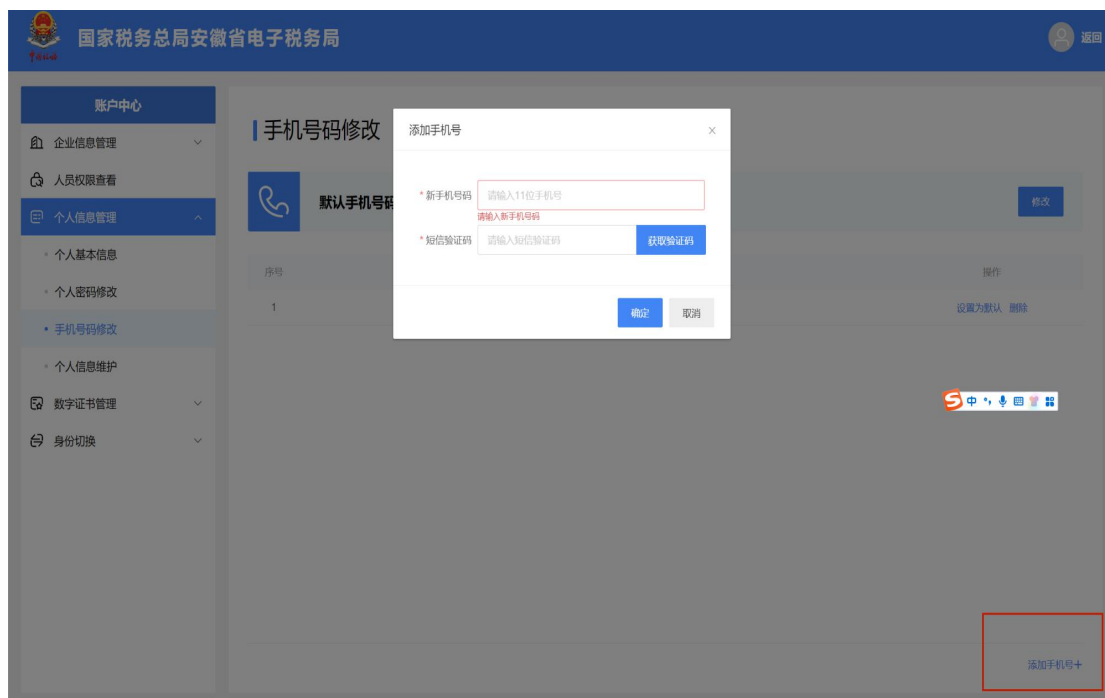 国家税务总局安徽省电子税务局
返回
账户中心
企业信息管理
人员权限查看
个人信息管理
个人基本信息
个人密码修改
手机号码修改
个人信息维护
数字证书管理
身份切换
手机号码修改
默认手机号码
修改
序号
操作
1
设置为默认 删除
添加手机号
×
*新手机号码 请输入11位手机号
请输入新手机号码
*短信验证码 请输入短信验证码 获取验证码
确定 取消
中
添加手机号+